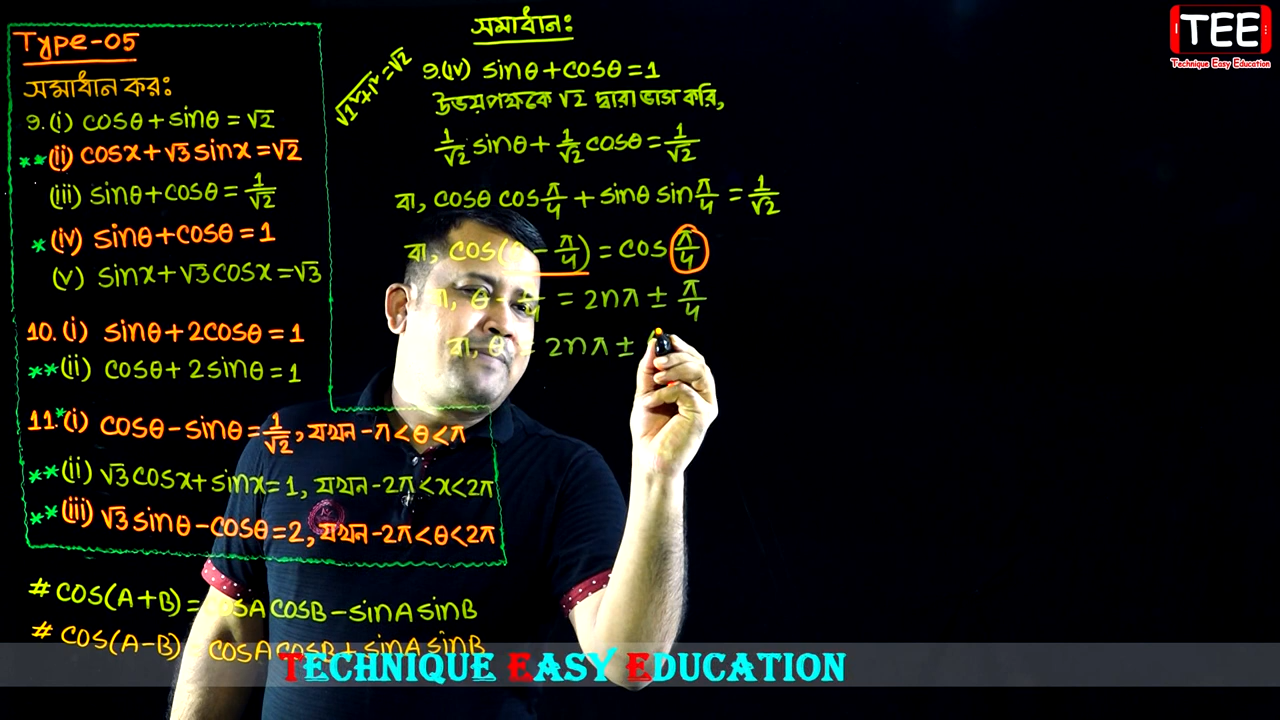 Type-05
সমাধান কর:
9. (i) cosθ + sinθ = √2
**(ii) cosx + √3 sinx = √2
(iii) sinθ + cosθ = 1/√2
*(iv) sinθ + cosθ = 1
(v) sinx + √3 cosx = √3
10. (i) sinθ + 2cosθ = 1
**(ii) cosθ + 2sinθ = 1
11.*(i) cosθ - sinθ = 1/√2, যখন -π < θ < π
**(ii) √3 cosx + sinx = 1, যখন -2π < x < 2π
**(iii) √3 sinθ - cosθ = 2, যখন -2π < θ < 2π
# cos(A+B) = cosA cosB - sinA sinB
# cos(A-B) cosA cosB + sinA sinB
সমাধান:
√1²+1² = √2
9.(iv) sinθ + cosθ = 1
উভয়পক্ষকে √2 দ্বারা ভাগ করি,
1/√2 sinθ + 1/√2 cosθ = 1/√2
বা, cosθ cos π/4 + sinθ sin π/4 = 1/√2
বা, cos( - π/4) = cos π/4
θ - = 2nπ ± π/4
বা, θ = 2nπ ±
TEE
Technique Easy Education
TECHNIQUE EASY EDUCATION